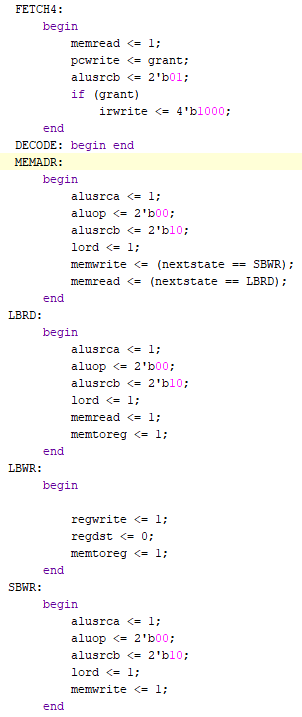 FETCH4:
begin
memread <= 1;
pcwrite <= grant;
alusrcb <= 2'b01;
if (grant)
irwrite <= 4'b1000;
end
DECODE: begin end
MEMADR:
begin
alusrca <= 1;
aluop <= 2'b00;
alusrcb <= 2'b10;
lord <= 1;
memwrite <= (nextstate == SBWR);
memread <= (nextstate == LBRD);
end
LBRD:
begin
alusrca <= 1;
aluop <= 2'b00;
alusrcb <= 2'b10;
lord <= 1;
memread <= 1;
memtoreg <= 1;
end
LBWR:
begin
regwrite <= 1;
regdst <= 0;
memtoreg <= 1;
end
SBWR:
begin
alusrca <= 1;
aluop <= 2'b00;
alusrcb <= 2'b10;
lord <= 1;
memwrite <= 1;
end